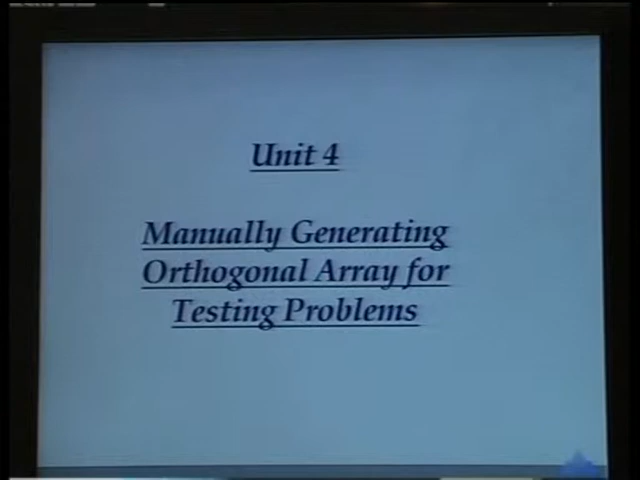 Unit 4
Manually Generating
Orthogonal Array for
Testing Problems